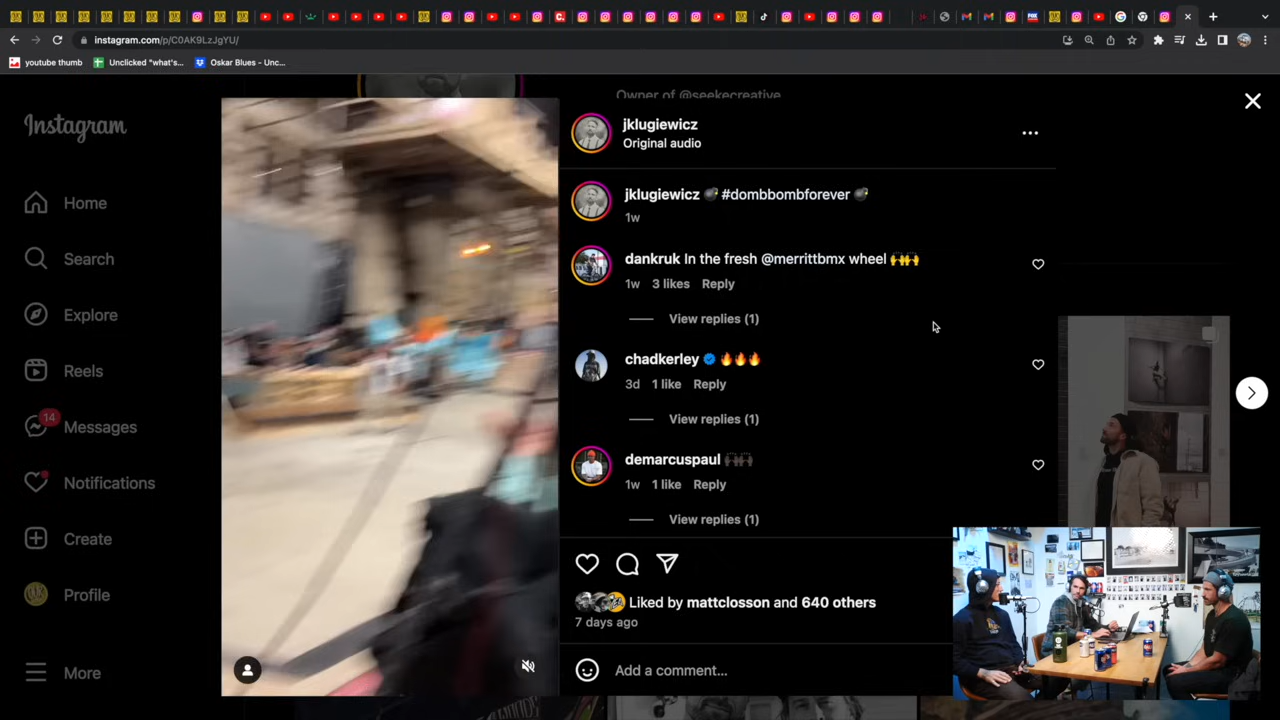 instagram.com/p/C0AK9LzJgYU/
youtube thumb
Unclicked "what's...
Oskar Blues - Unc...
Owner of @seekecreative
Instagram
jklugiewicz
Original audio
Home
Search
Explore
Reels
14
Messages
Notifications
Create
Profile
More
jklugiewicz 💣 #dombbombforever 💣
1w
dankruk In the fresh @merrittbmx wheel 🙌🙌
1w 3 likes Reply
View replies (1)
chadkerley 🔥🔥🔥
3d 1 like Reply
View replies (1)
demarcuspaul 🙌🏿🙌🏿
1w 1 like Reply
View replies (1)
Liked by mattclosson and 640 others
7 days ago
Add a comment...